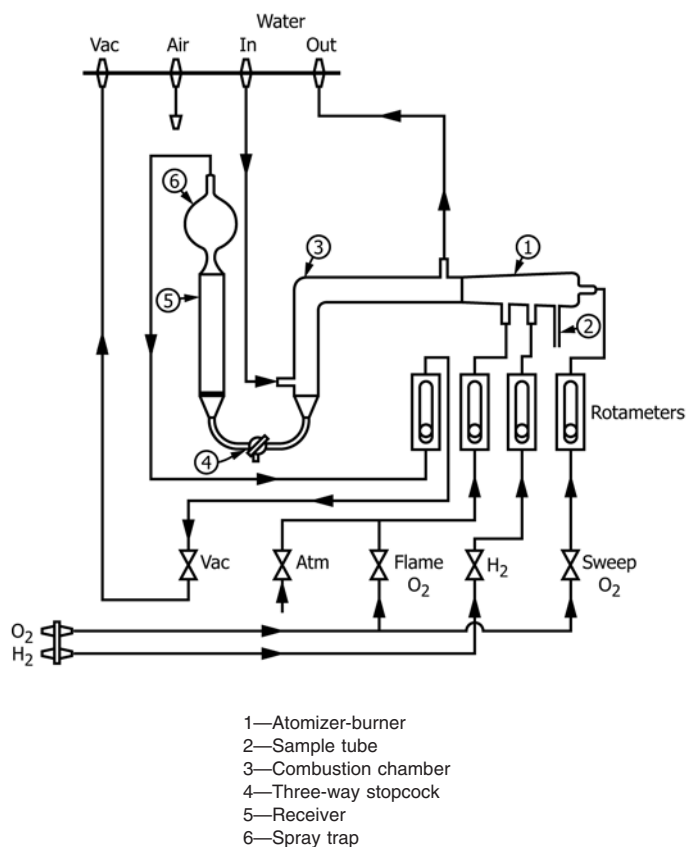 Water
Vac Air In Out
6
3
1
5
2
Rotameters
4
Vac Atm Flame O2 H2 Sweep O2
O2
H2
1—Atomizer-burner
2—Sample tube
3—Combustion chamber
4—Three-way stopcock
5—Receiver
6—Spray trap